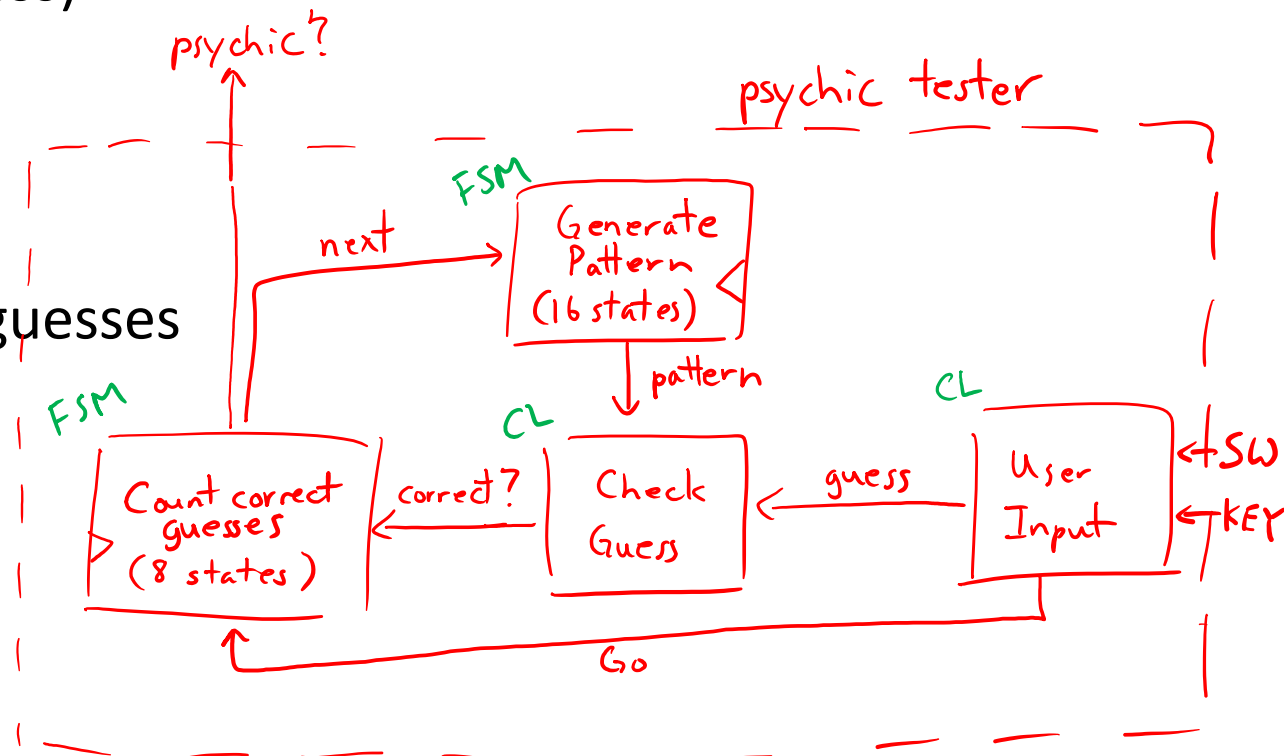 psychic?
psychic tester
FSM
Generate
Pattern
(16 states)
next
guesses
pattern
FSM
CL
CL
Count correct
guesses
(8 states)
correct?
Check
Guess
guess
User
Input
SW
KEY
Go